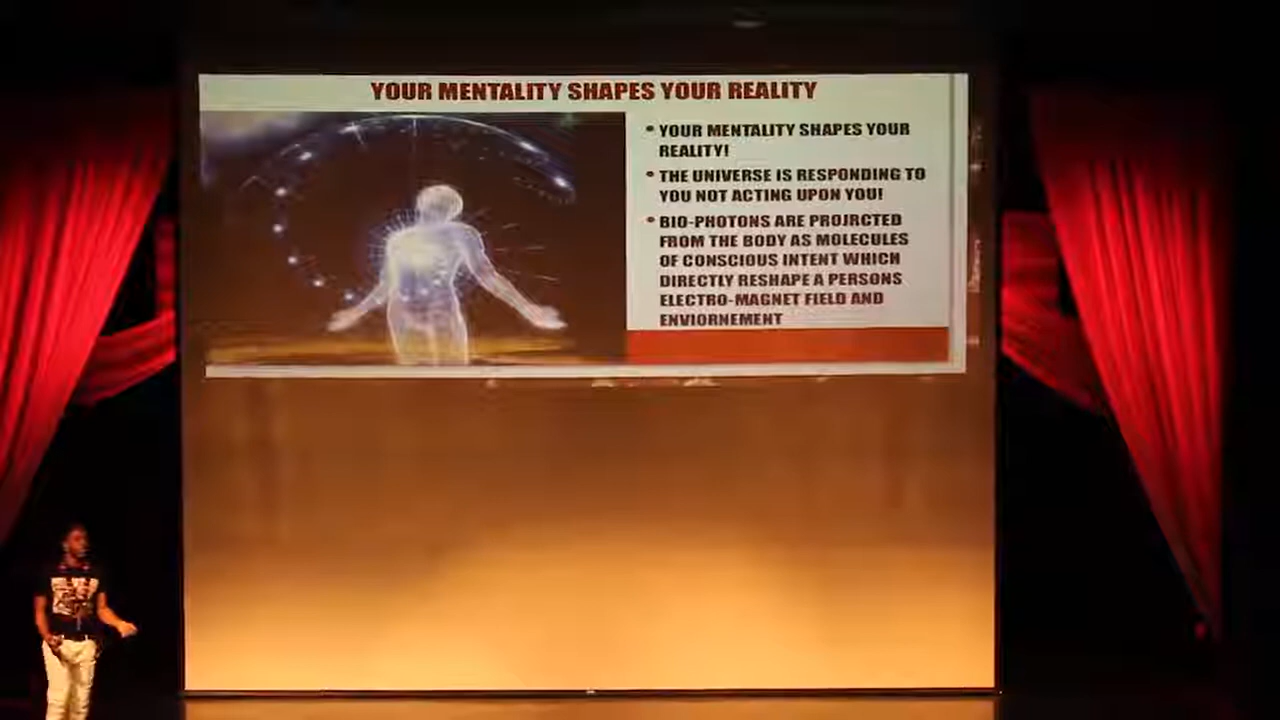 YOUR MENTALITY SHAPES YOUR REALITY
• YOUR MENTALITY SHAPES YOUR
REALITY!
• THE UNIVERSE IS RESPONDING TO
YOU NOT ACTING UPON YOU!
• BIO-PHOTONS ARE PROJRCTED
FROM THE BODY AS MOLECULES
OF CONSCIOUS INTENT WHICH
DIRECTLY RESHAPE A PERSONS
ELECTRO-MAGNET FIELD AND
ENVIORNEMENT